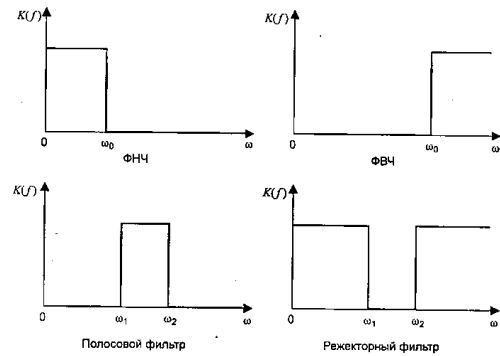 K(f)
0
ω₀
ω
ФНЧ
K(f)
0
ω₀
ω
ФВЧ
K(f)
0
ω₁
ω₂
ω
Полосовой фильтр
K(f)
0
ω₁
ω₂
ω
Режекторный фильтр